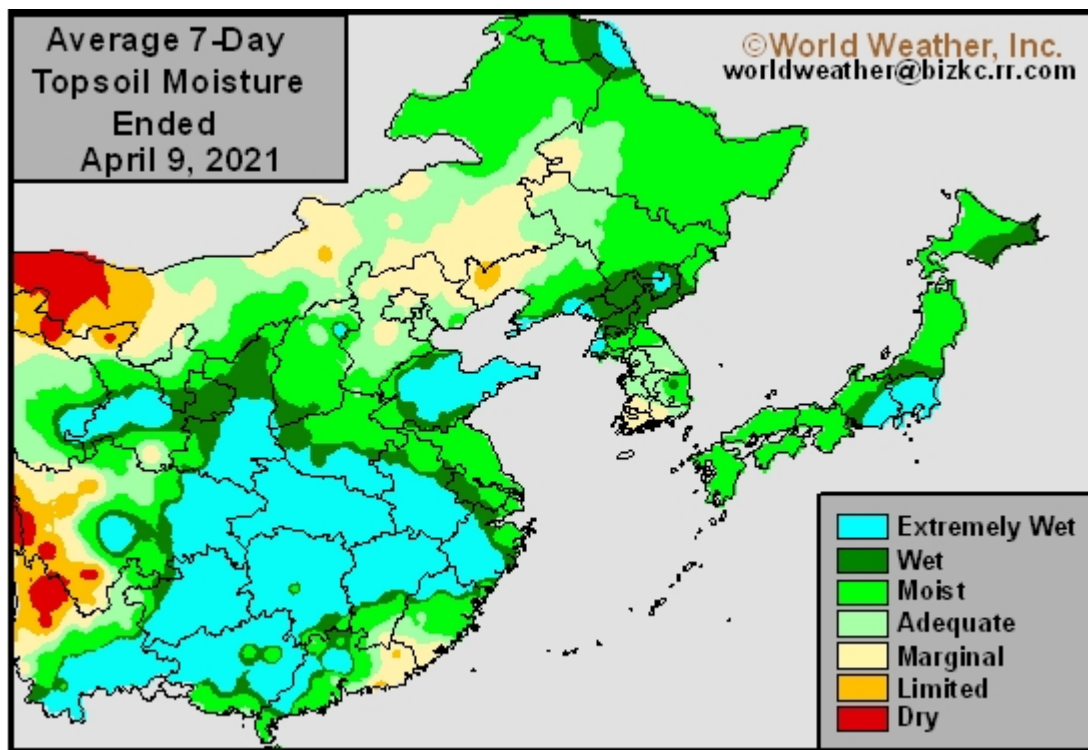 Average 7-Day
Topsoil Moisture
Ended
April 9, 2021
©World Weather, Inc.
worldweather@bizkc.rr.com
Extremely Wet
Wet
Moist
Adequate
Marginal
Limited
Dry